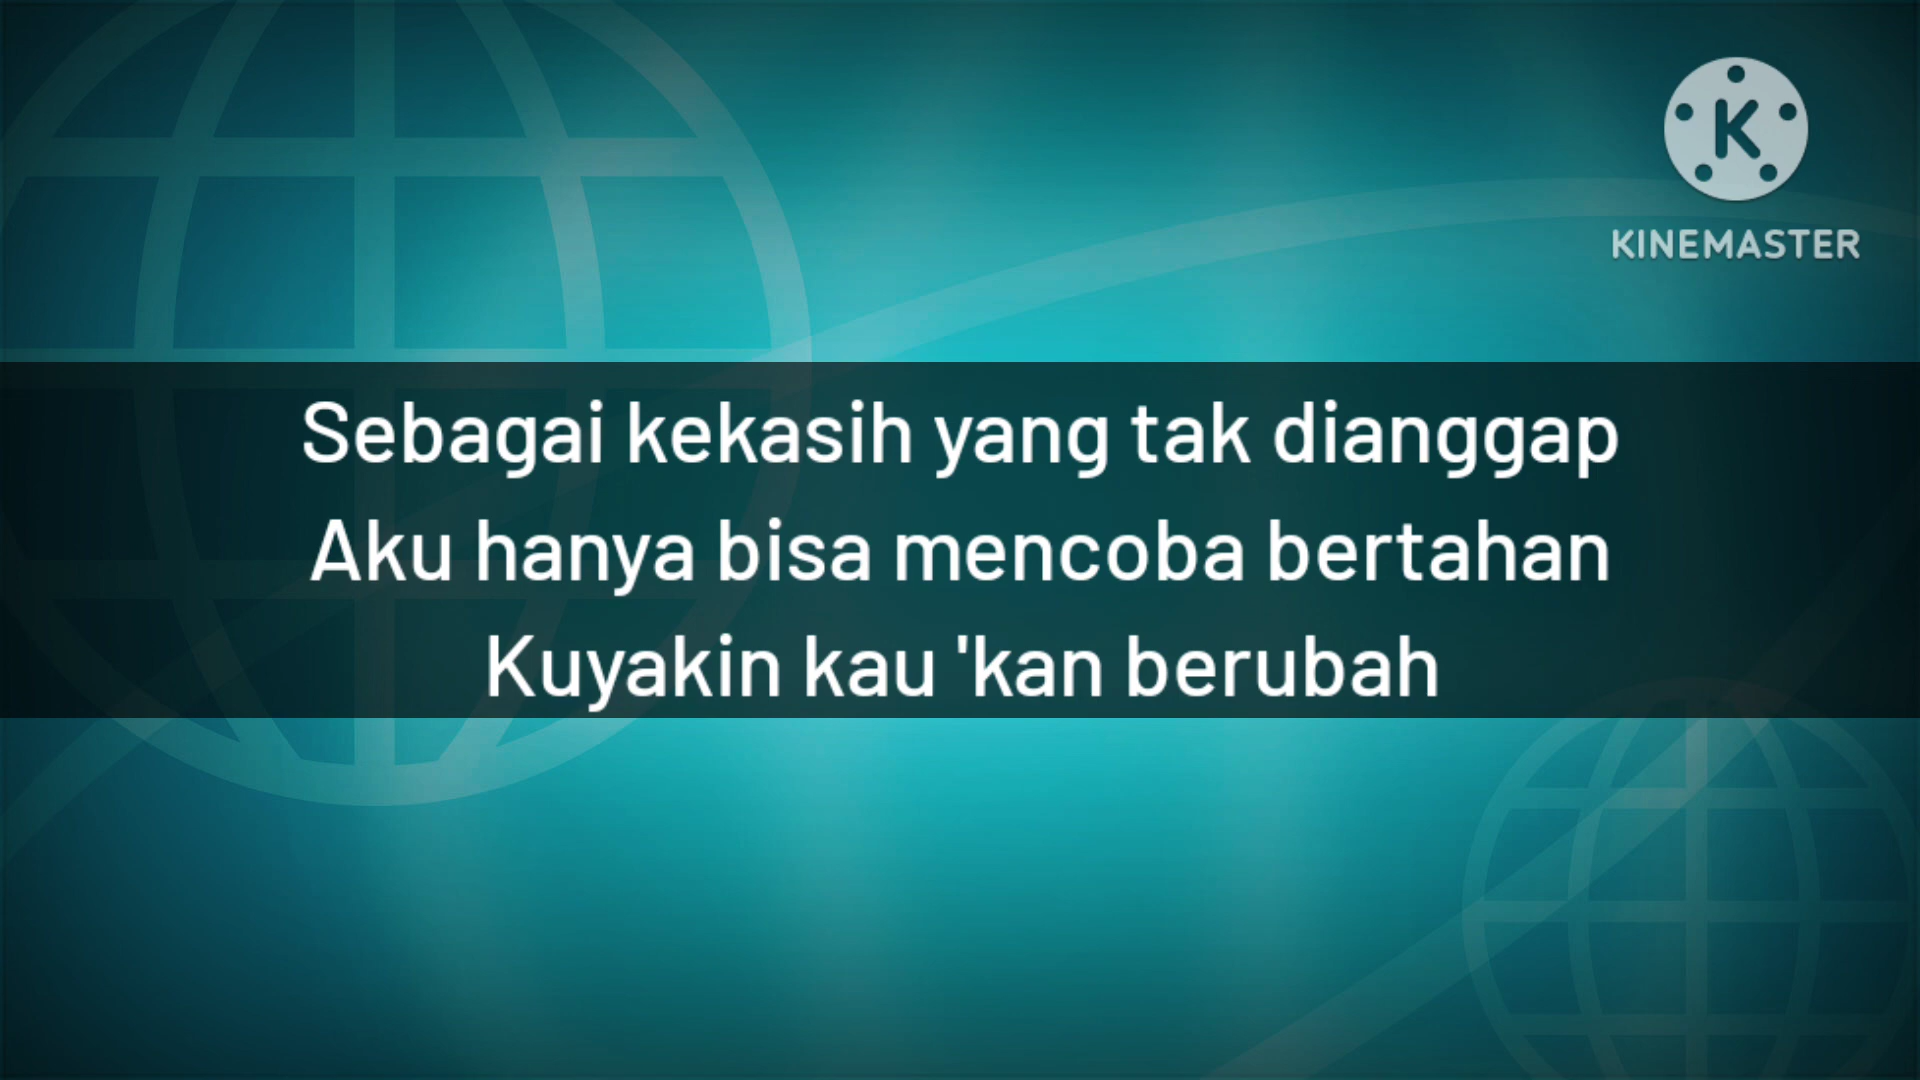 K
KINEMASTER
Sebagai kekasih yang tak dianggap
Aku hanya bisa mencoba bertahan
Kuyakin kau 'kan berubah